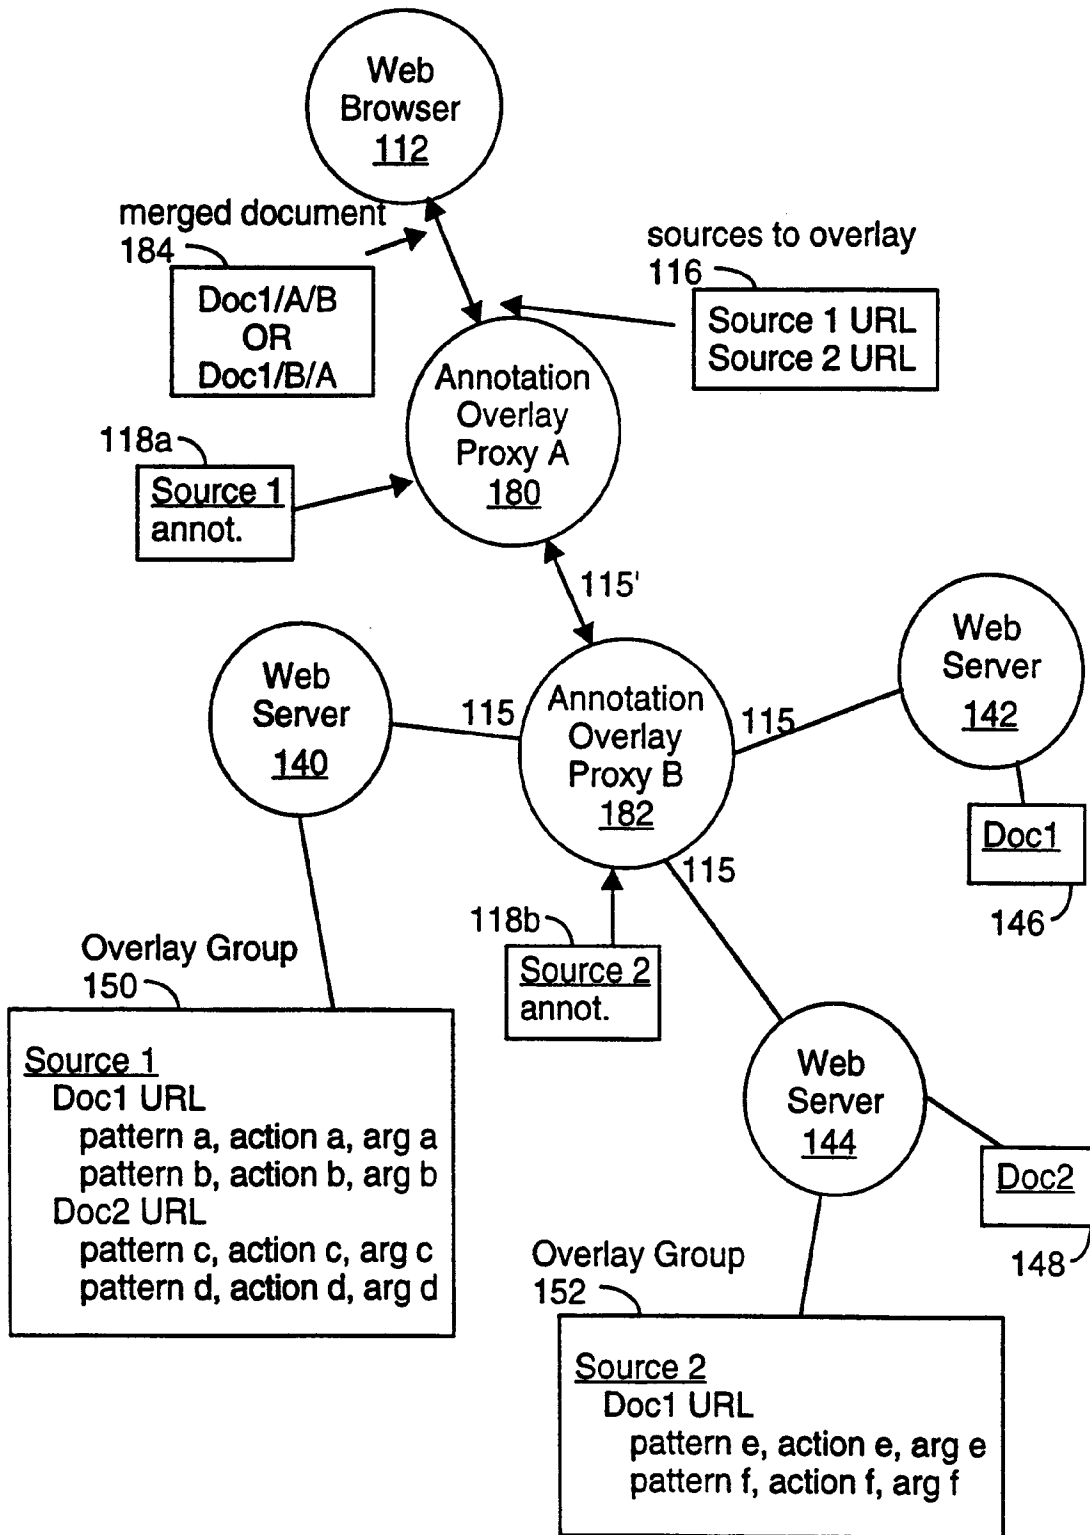 Web
Browser
112
merged document
184
Doc1/A/B
OR
Doc1/B/A
sources to overlay
116
Source 1 URL
Source 2 URL
Annotation
Overlay
Proxy A
180
118a
Source 1
annot.
115'
Web
Server
140
115
Annotation
Overlay
Proxy B
182
115
Web
Server
142
Doc1
146
115
118b
Source 2
annot.
Overlay Group
150
Source 1
Doc1 URL
pattern a, action a, arg a
pattern b, action b, arg b
Doc2 URL
pattern c, action c, arg c
pattern d, action d, arg d
Web
Server
144
Doc2
148
Overlay Group
152
Source 2
Doc1 URL
pattern e, action e, arg e
pattern f, action f, arg f